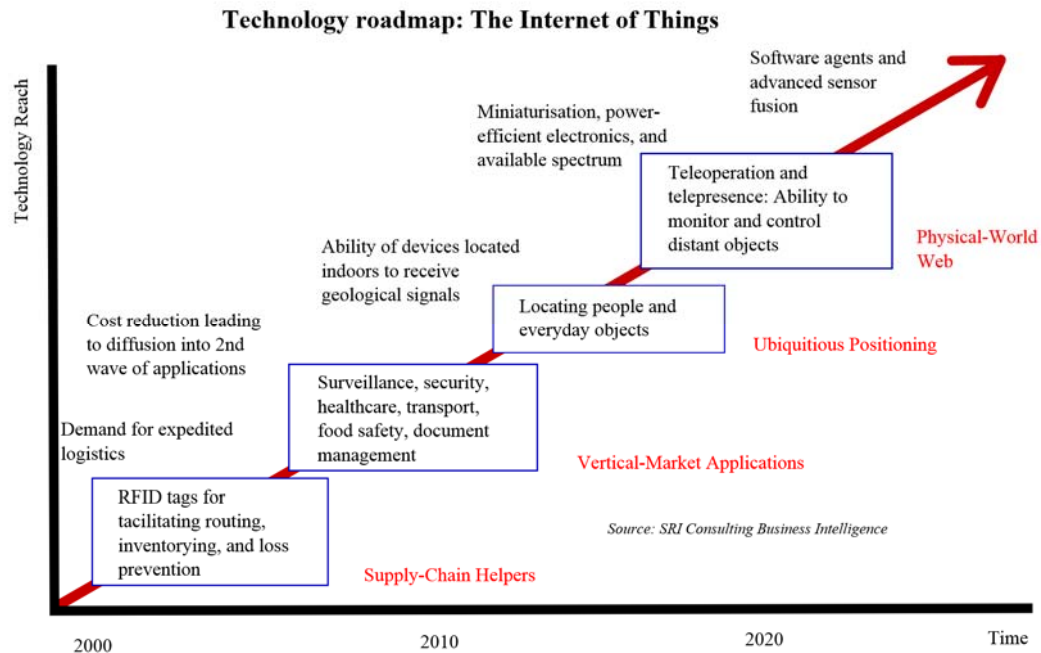 Technology roadmap: The Internet of Things
Technology Reach
Software agents and
advanced sensor
fusion
Miniaturisation, power-
efficient electronics, and
available spectrum
Teleoperation and
telepresence: Ability to
monitor and control
distant objects
Physical-World
Web
Ability of devices located
indoors to receive
geological signals
Locating people and
everyday objects
Ubiquitious Positioning
Cost reduction leading
to diffusion into 2nd
wave of applications
Surveillance, security,
healthcare, transport,
food safety, document
management
Vertical-Market Applications
Demand for expedited
logistics
RFID tags for
tacilitating routing,
inventorying, and loss
prevention
Supply-Chain Helpers
Source: SRI Consulting Business Intelligence
2000
2010
2020
Time